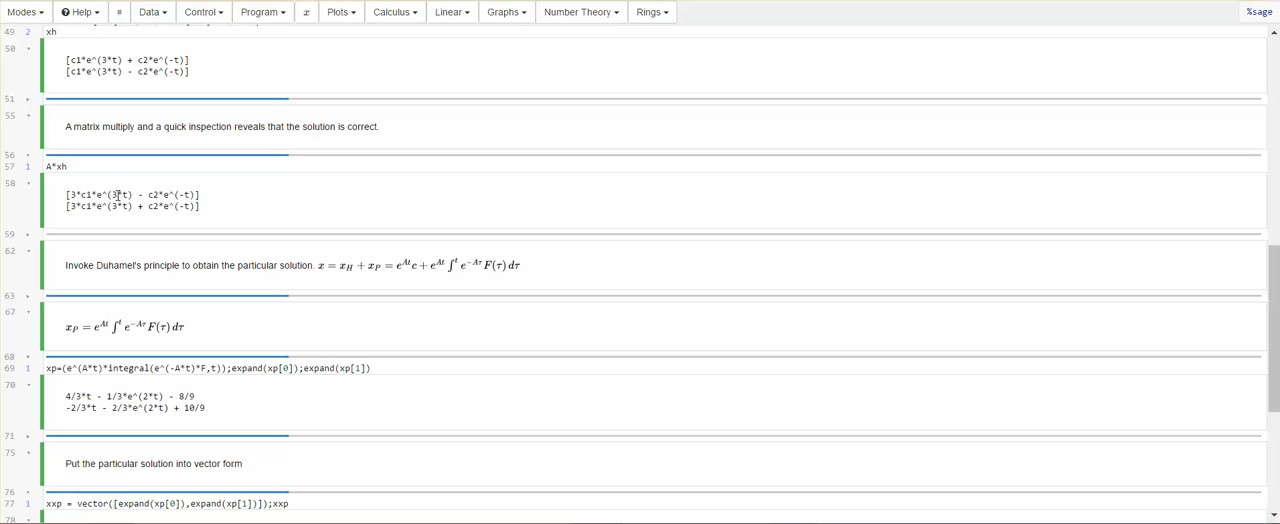 Modes Help # Data Control Program x Plots Calculus Linear Graphs Number Theory Rings %sage
49 2 xh
50
[c1*e^(3*t) + c2*e^(-t)]
[c1*e^(3*t) - c2*e^(-t)]
51
55
A matrix multiply and a quick inspection reveals that the solution is correct.
56
57 1 A*xh
58
[3*c1*e^(3*t) - c2*e^(-t)]
[3*c1*e^(3*t) + c2*e^(-t)]
59
62
Invoke Duhamel's principle to obtain the particular solution. x = x_H + x_P = e^{At}c + e^{At} ∫^t e^{-Aτ} F(τ) dτ
63
67
x_P = e^{At} ∫^t e^{-Aτ} F(τ) dτ
68
69 1 xp=(e^(A*t)*integral(e^(-A*t)*F,t));expand(xp[0]);expand(xp[1])
70
4/3*t - 1/3*e^(2*t) - 8/9
-2/3*t - 2/3*e^(2*t) + 10/9
71
75
Put the particular solution into vector form
76
77 1 xxp = vector([expand(xp[0]),expand(xp[1])]);xxp
78